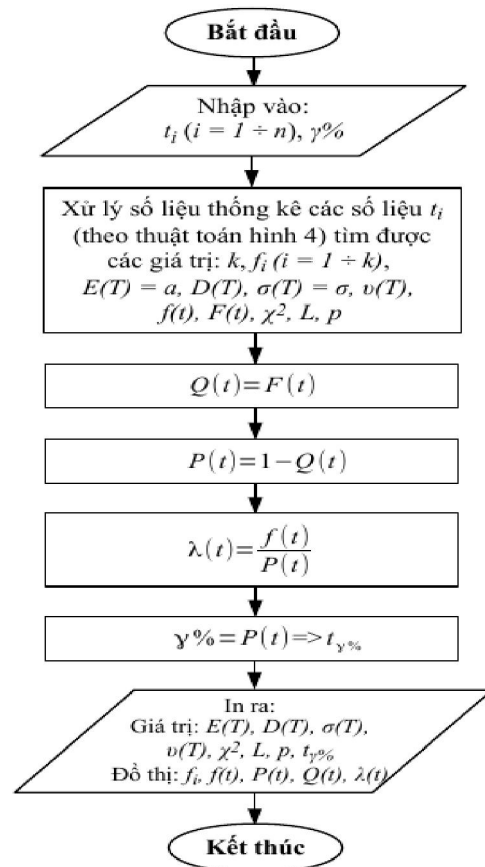 Bắt đầu
Nhập vào:
tᵢ (i = 1 ÷ n), γ%
Xử lý số liệu thống kê các số liệu tᵢ
(theo thuật toán hình 4) tìm được
các giá trị: k, fᵢ (i = 1 ÷ k),
E(T) = a, D(T), σ(T) = σ, υ(T),
f(t), F(t), χ², L, p
Q(t)=F(t)
P(t)=1−Q(t)
λ(t)=f(t)/P(t)
γ%=P(t)=>t_γ%
In ra:
Giá trị: E(T), D(T), σ(T),
υ(T), χ², L, p, t_γ%
Đồ thị: fᵢ, f(t), P(t), Q(t), λ(t)
Kết thúc